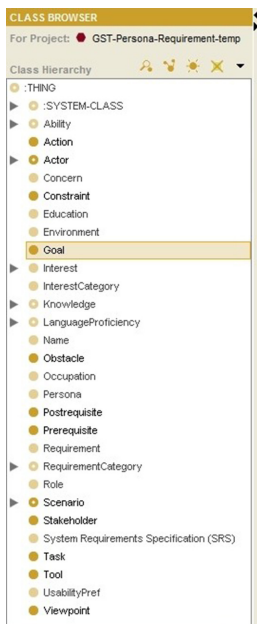 CLASS BROWSER
For Project: GST-Persona-Requirement-temp
Class Hierarchy
:THING
:SYSTEM-CLASS
Ability
Action
Actor
Concern
Constraint
Education
Environment
Goal
Interest
InterestCategory
Knowledge
LanguageProficiency
Name
Obstacle
Occupation
Persona
Postrequisite
Prerequisite
Requirement
RequirementCategory
Role
Scenario
Stakeholder
System Requirements Specification (SRS)
Task
Tool
UsabilityPref
Viewpoint